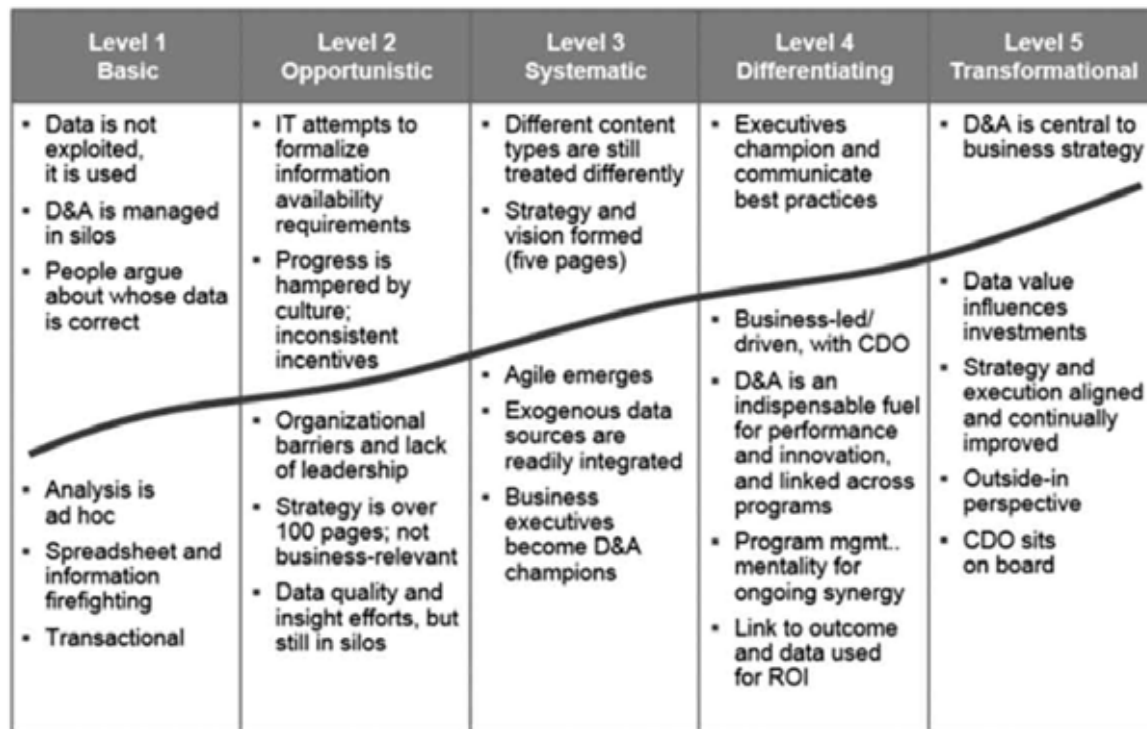 Level 1
Basic
▪ Data is not
exploited,
it is used
▪ D&A is managed
in silos
▪ People argue
about whose data
is correct
▪ Analysis is
ad hoc
▪ Spreadsheet and
information
firefighting
▪ Transactional
Level 2
Opportunistic
▪ IT attempts to
formalize
information
availability
requirements
▪ Progress is
hampered by
culture;
inconsistent
incentives
▪ Organizational
barriers and lack
of leadership
▪ Strategy is over
100 pages; not
business-relevant
▪ Data quality and
insight efforts, but
still in silos
Level 3
Systematic
▪ Different content
types are still
treated differently
▪ Strategy and
vision formed
(five pages)
▪ Agile emerges
▪ Exogenous data
sources are
readily integrated
▪ Business
executives
become D&A
champions
Level 4
Differentiating
▪ Executives
champion and
communicate
best practices
▪ Business-led/
driven, with CDO
▪ D&A is an
indispensable fuel
for performance
and innovation,
and linked across
programs
▪ Program mgmt..
mentality for
ongoing synergy
▪ Link to outcome
and data used
for ROI
Level 5
Transformational
▪ D&A is central to
business strategy
▪ Data value
influences
investments
▪ Strategy and
execution aligned
and continually
improved
▪ Outside-in
perspective
▪ CDO sits
on board